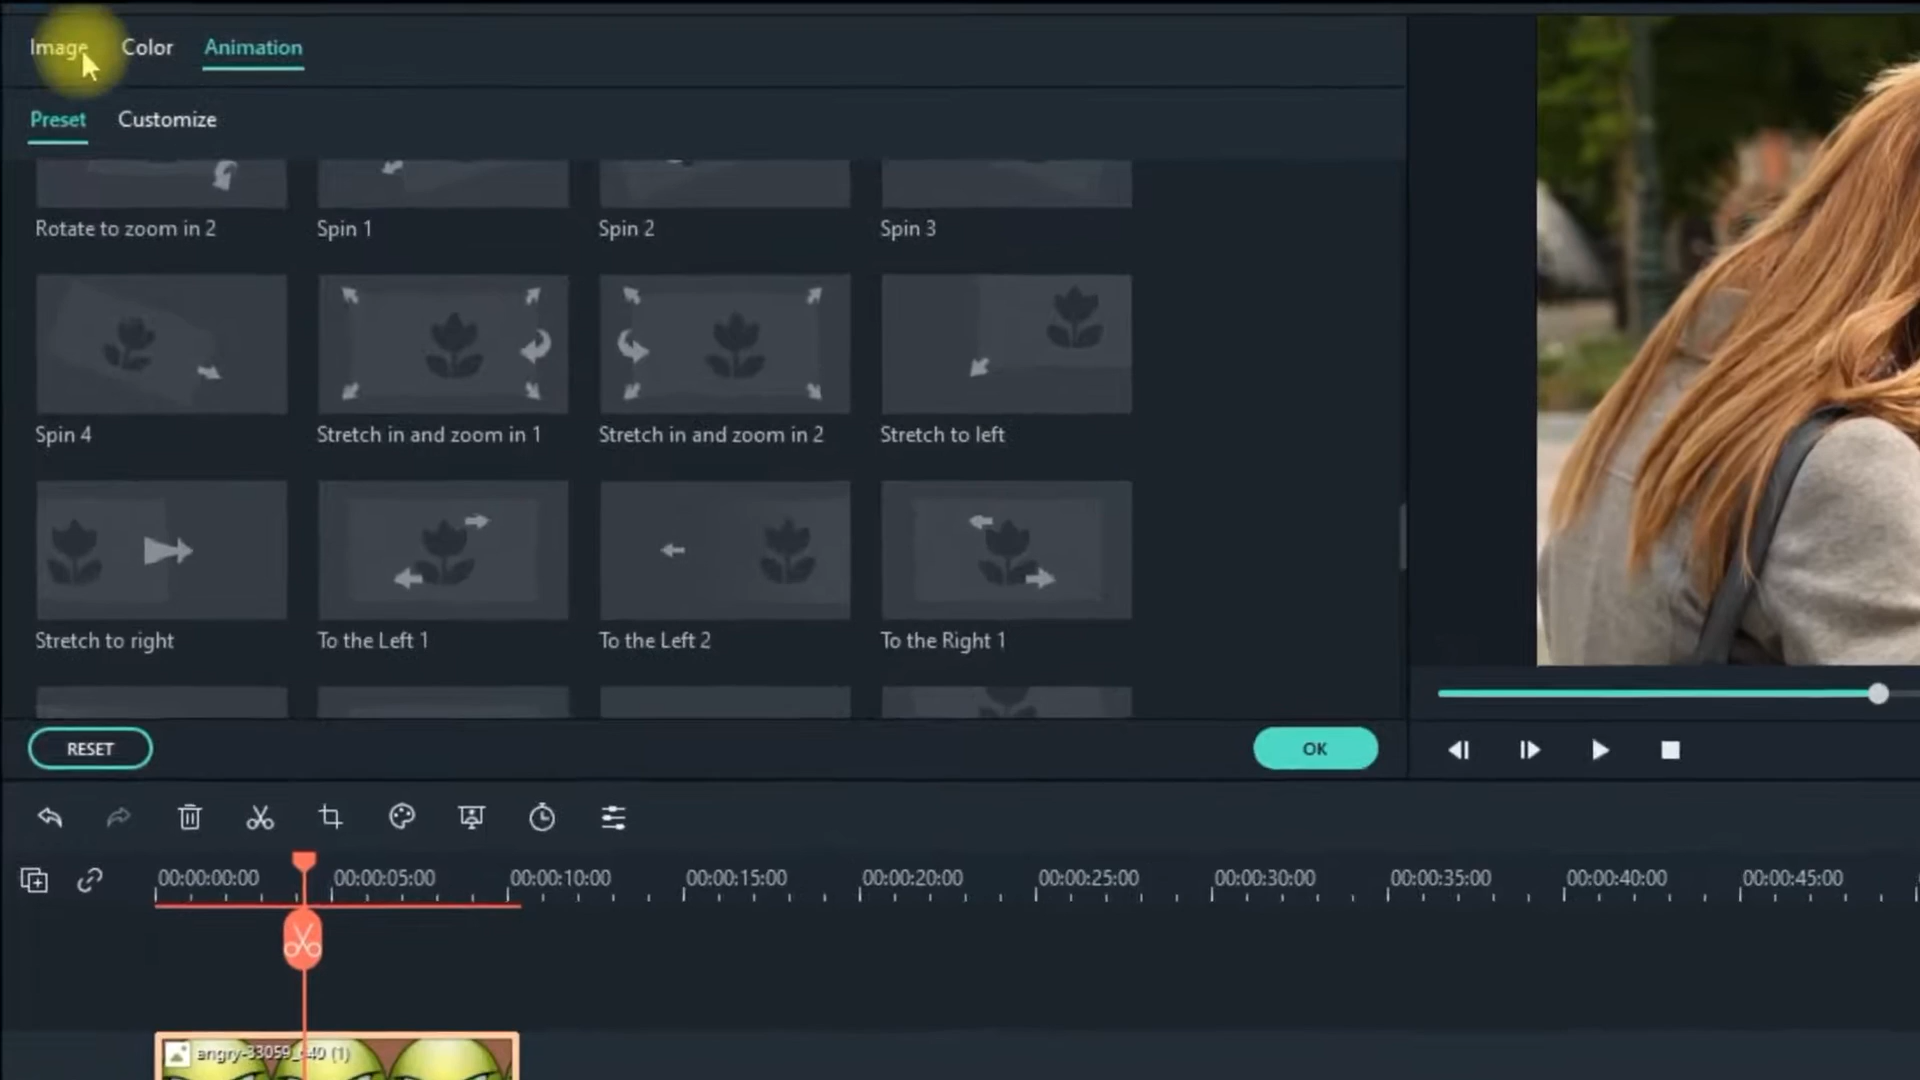 Image Color Animation
Preset Customize
Rotate to zoom in 2 Spin 1 Spin 2 Spin 3
Spin 4 Stretch in and zoom in 1 Stretch in and zoom in 2 Stretch to left
Stretch to right To the Left 1 To the Left 2 To the Right 1
RESET OK
00:00:00:00 00:00:05:00 00:00:10:00 00:00:15:00 00:00:20:00 00:00:25:00 00:00:30:00 00:00:35:00 00:00:40:00 00:00:45:00
angry-33059_640 (1)